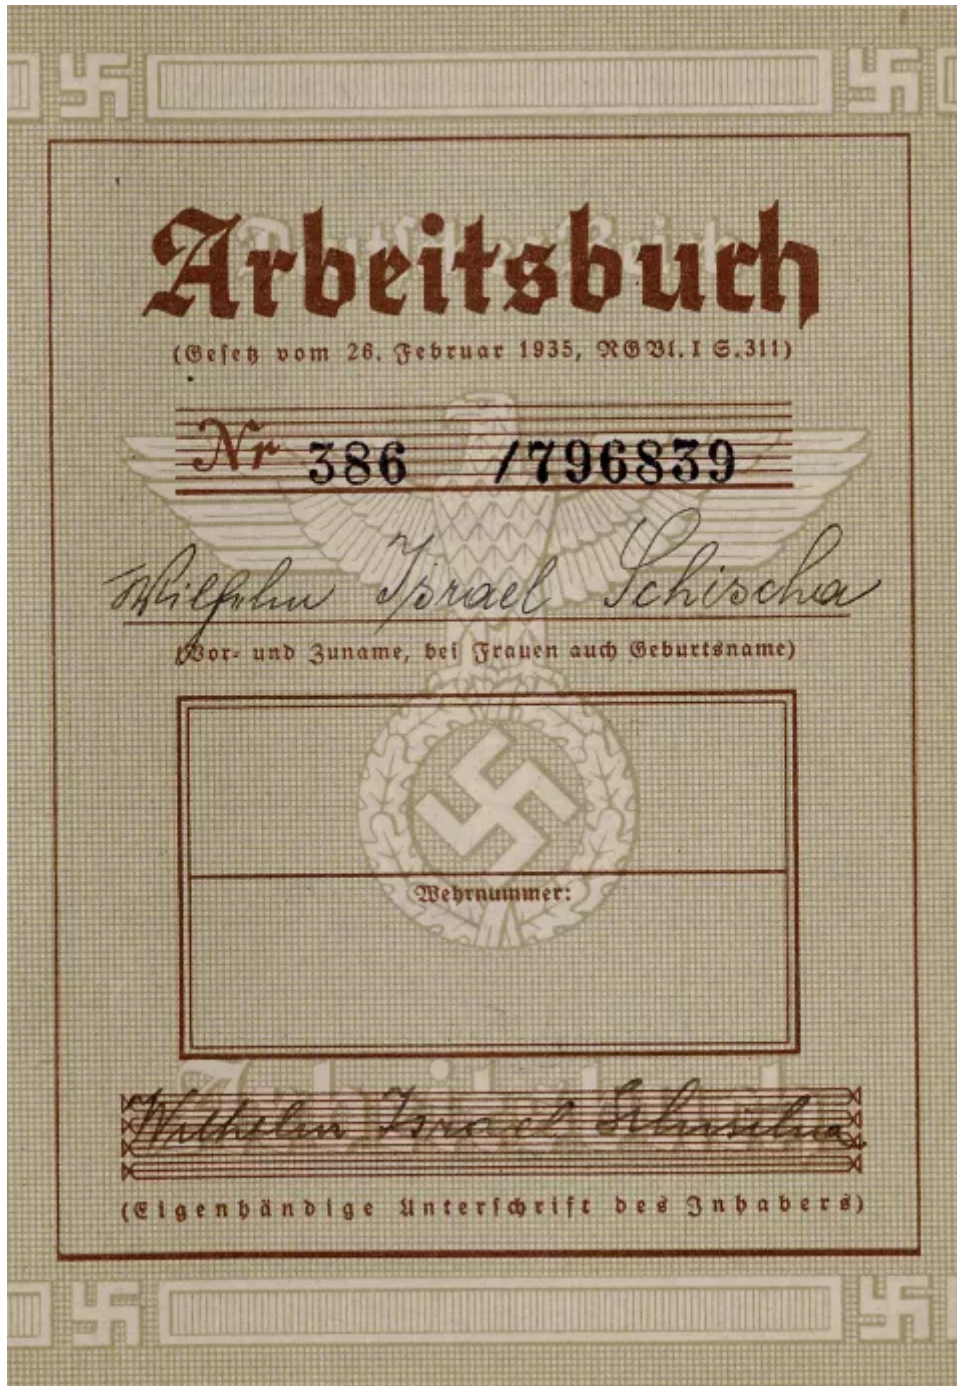 Arbeitsbuch
(Gesetz vom 26. Februar 1935, RGBl. I S. 311)
Nr 386 /796839
Wilhelm Israel Schischa
(Vor- und Zuname, bei Frauen auch Geburtsname)
Wehrnummer:
Wilhelm Israel Schischa
(Eigenhändige Unterschrift des Inhabers)